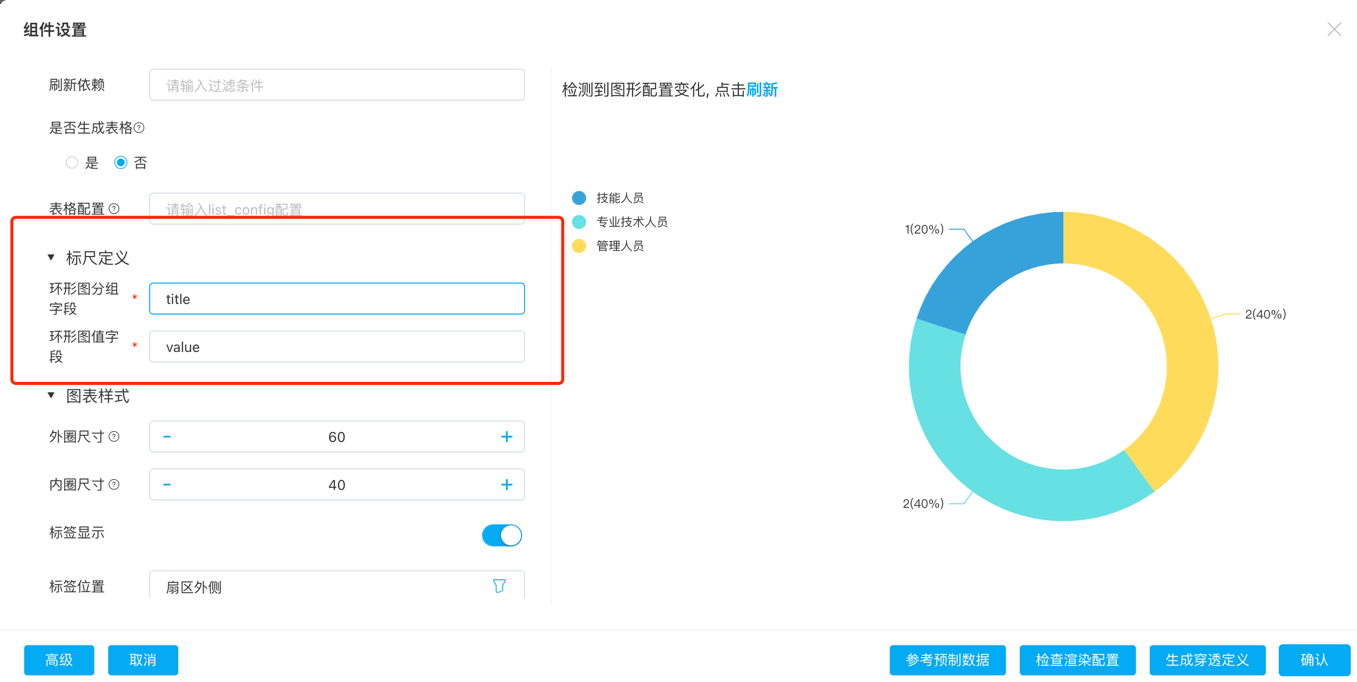 组件设置
刷新依赖
请输入过滤条件
是否生成表格
是
否
表格配置
请输入list_config配置
标尺定义
环形图分组
字段
*
title
环形图值字
段
*
value
图表样式
外圈尺寸
-
60
+
内圈尺寸
-
40
+
标签显示
标签位置
扇区外侧
检测到图形配置变化, 点击刷新
技能人员
专业技术人员
管理人员
1(20%)
2(40%)
2(40%)
高级
取消
参考预制数据
检查渲染配置
生成穿透定义
确认